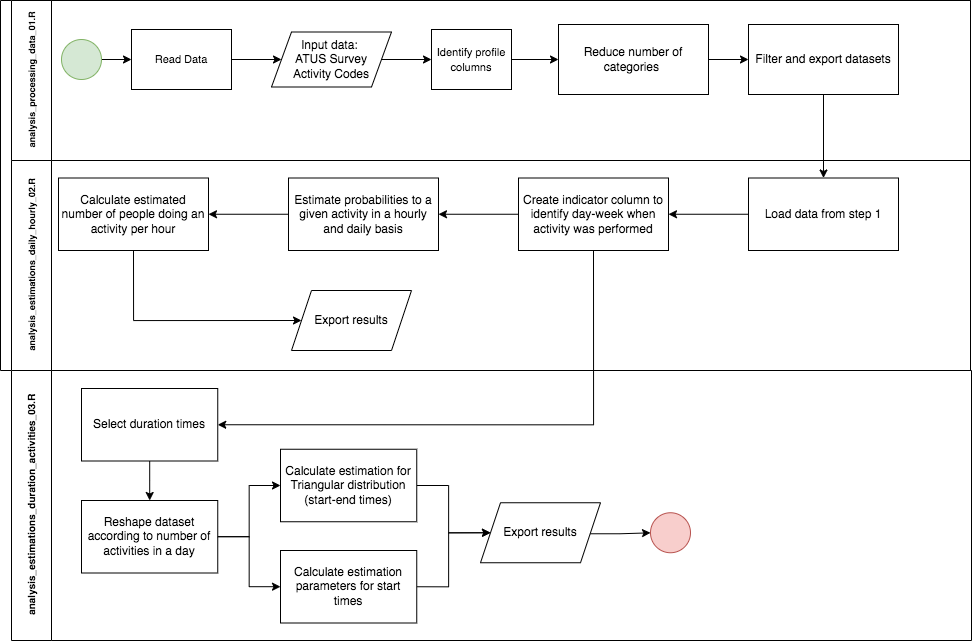 analysis_processing_data_01.R
Read Data
Input data:
ATUS Survey
Activity Codes
Identify profile
columns
Reduce number of
categories
Filter and export datasets
analysis_estimations_daily_hourly_02.R
Calculate estimated
number of people doing an
activity per hour
Estimate probabilities to a
given activity in a hourly
and daily basis
Create indicator column to
identify day-week when
activity was performed
Load data from step 1
Export results
analysis_estimations_duration_activities_03.R
Select duration times
Reshape dataset
according to number of
activities in a day
Calculate estimation for
Triangular distribution
(start-end times)
Calculate estimation
parameters for start
times
Export results